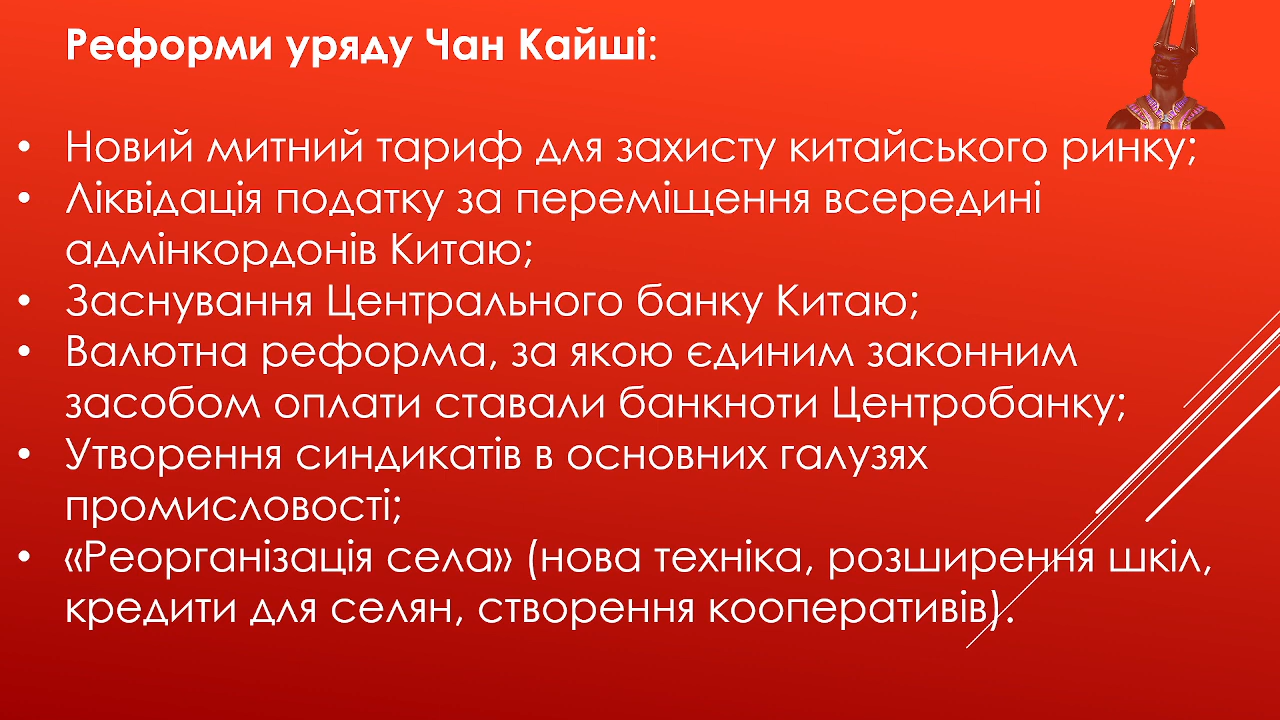 Реформи уряду Чан Кайші:
• Новий митний тариф для захисту китайського ринку;
• Ліквідація податку за переміщення всередині
адмінкордонів Китаю;
• Заснування Центрального банку Китаю;
• Валютна реформа, за якою єдиним законним
засобом оплати ставали банкноти Центробанку;
• Утворення синдикатів в основних галузях
промисловості;
• «Реорганізація села» (нова техніка, розширення шкіл,
кредити для селян, створення кооперативів).